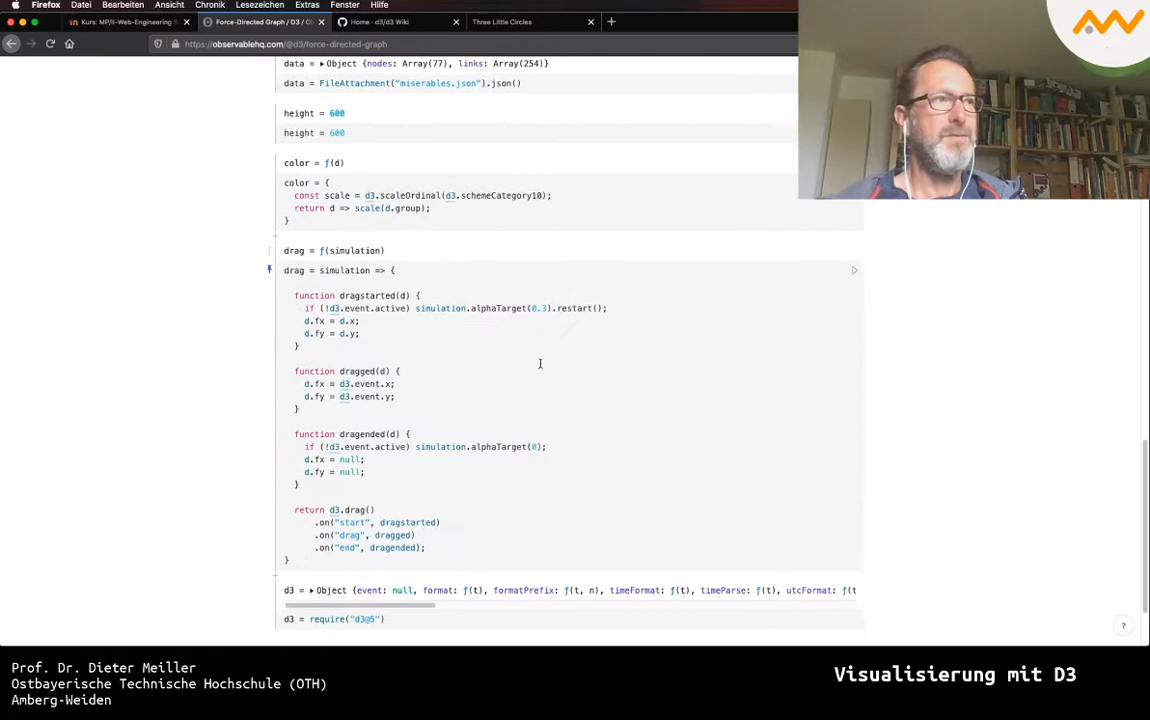 Firefox Datei Bearbeiten Ansicht Chronik Lesezeichen Extras Fenster
Kurs: MP/II-Web-Engineering S
Force-Directed Graph / D3 / O
Home · d3/d3 Wiki
Three Little Circles
https://observablehq.com/@d3/force-directed-graph
data = ▸Object {nodes: Array(77), links: Array(254)}
data = FileAttachment("miserables.json").json()
height = 600
height = 600
color = ƒ(d)
color = {
const scale = d3.scaleOrdinal(d3.schemeCategory10);
return d => scale(d.group);
}
drag = ƒ(simulation)
drag = simulation => {
function dragstarted(d) {
if (!d3.event.active) simulation.alphaTarget(0.3).restart();
d.fx = d.x;
d.fy = d.y;
}
function dragged(d) {
d.fx = d3.event.x;
d.fy = d3.event.y;
}
function dragended(d) {
if (!d3.event.active) simulation.alphaTarget(0);
d.fx = null;
d.fy = null;
}
return d3.drag()
.on("start", dragstarted)
.on("drag", dragged)
.on("end", dragended);
}
d3 = ▸Object {event: null, format: ƒ(t), formatPrefix: ƒ(t, n), timeFormat: ƒ(t), timeParse: ƒ(t), utcFormat: ƒ(t
d3 = require("d3@5")
?
Prof. Dr. Dieter Meiller
Ostbayerische Technische Hochschule (OTH)
Amberg-Weiden
Visualisierung mit D3